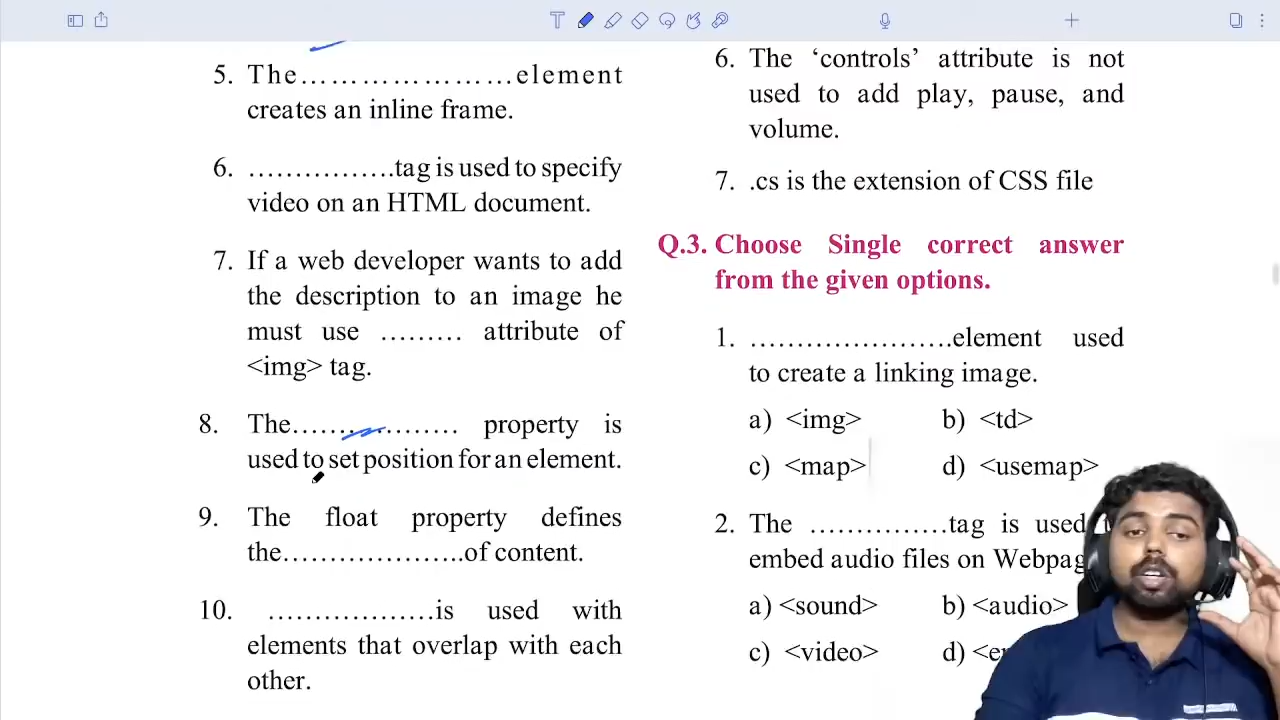 5. The…………………element
creates an inline frame.
6. …………….tag is used to specify
video on an HTML document.
7. If a web developer wants to add
the description to an image he
must use ……… attribute of
<img> tag.
8. The……………… property is
used to set position for an element.
9. The float property defines
the……………….of content.
10. ………………is used with
elements that overlap with each
other.
6. The ‘controls’ attribute is not
used to add play, pause, and
volume.
7. .cs is the extension of CSS file
Q.3. Choose Single correct answer
from the given options.
1. ………………….element used
to create a linking image.
a) <img> b) <td>
c) <map> d) <usemap>
2. The ……………tag is used
embed audio files on
a) <sound> b) <audio>
c) <video> d)